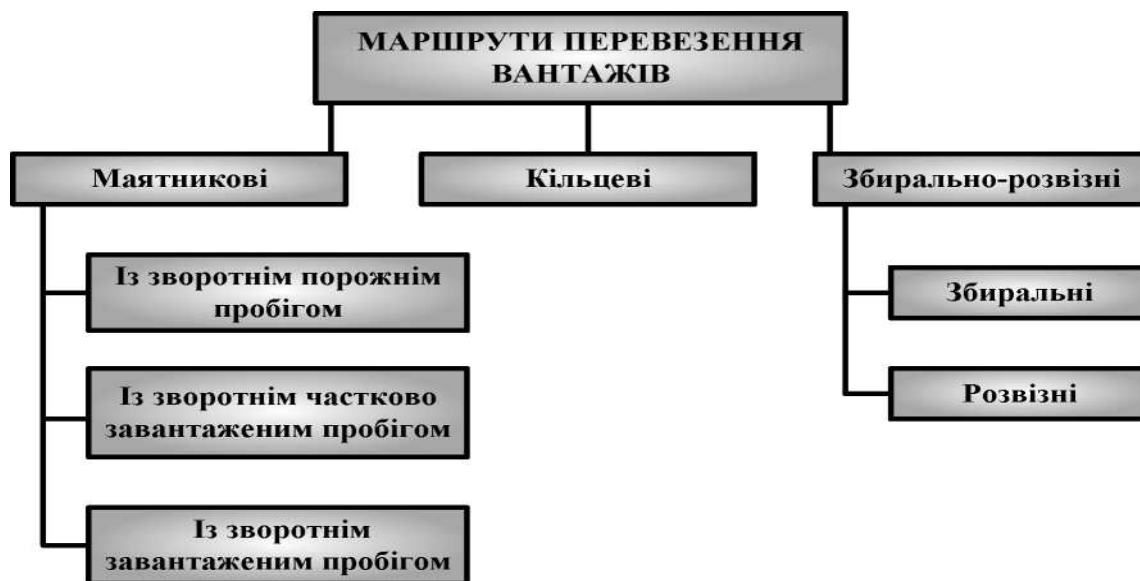 МАРШРУТИ ПЕРЕВЕЗЕННЯ
ВАНТАЖІВ
Маятникові
Кільцеві
Збирально-розвізні
Із зворотнім порожнім
пробігом
Із зворотнім частково
завантаженим пробігом
Із зворотнім
завантаженим пробігом
Збиральні
Розвізні